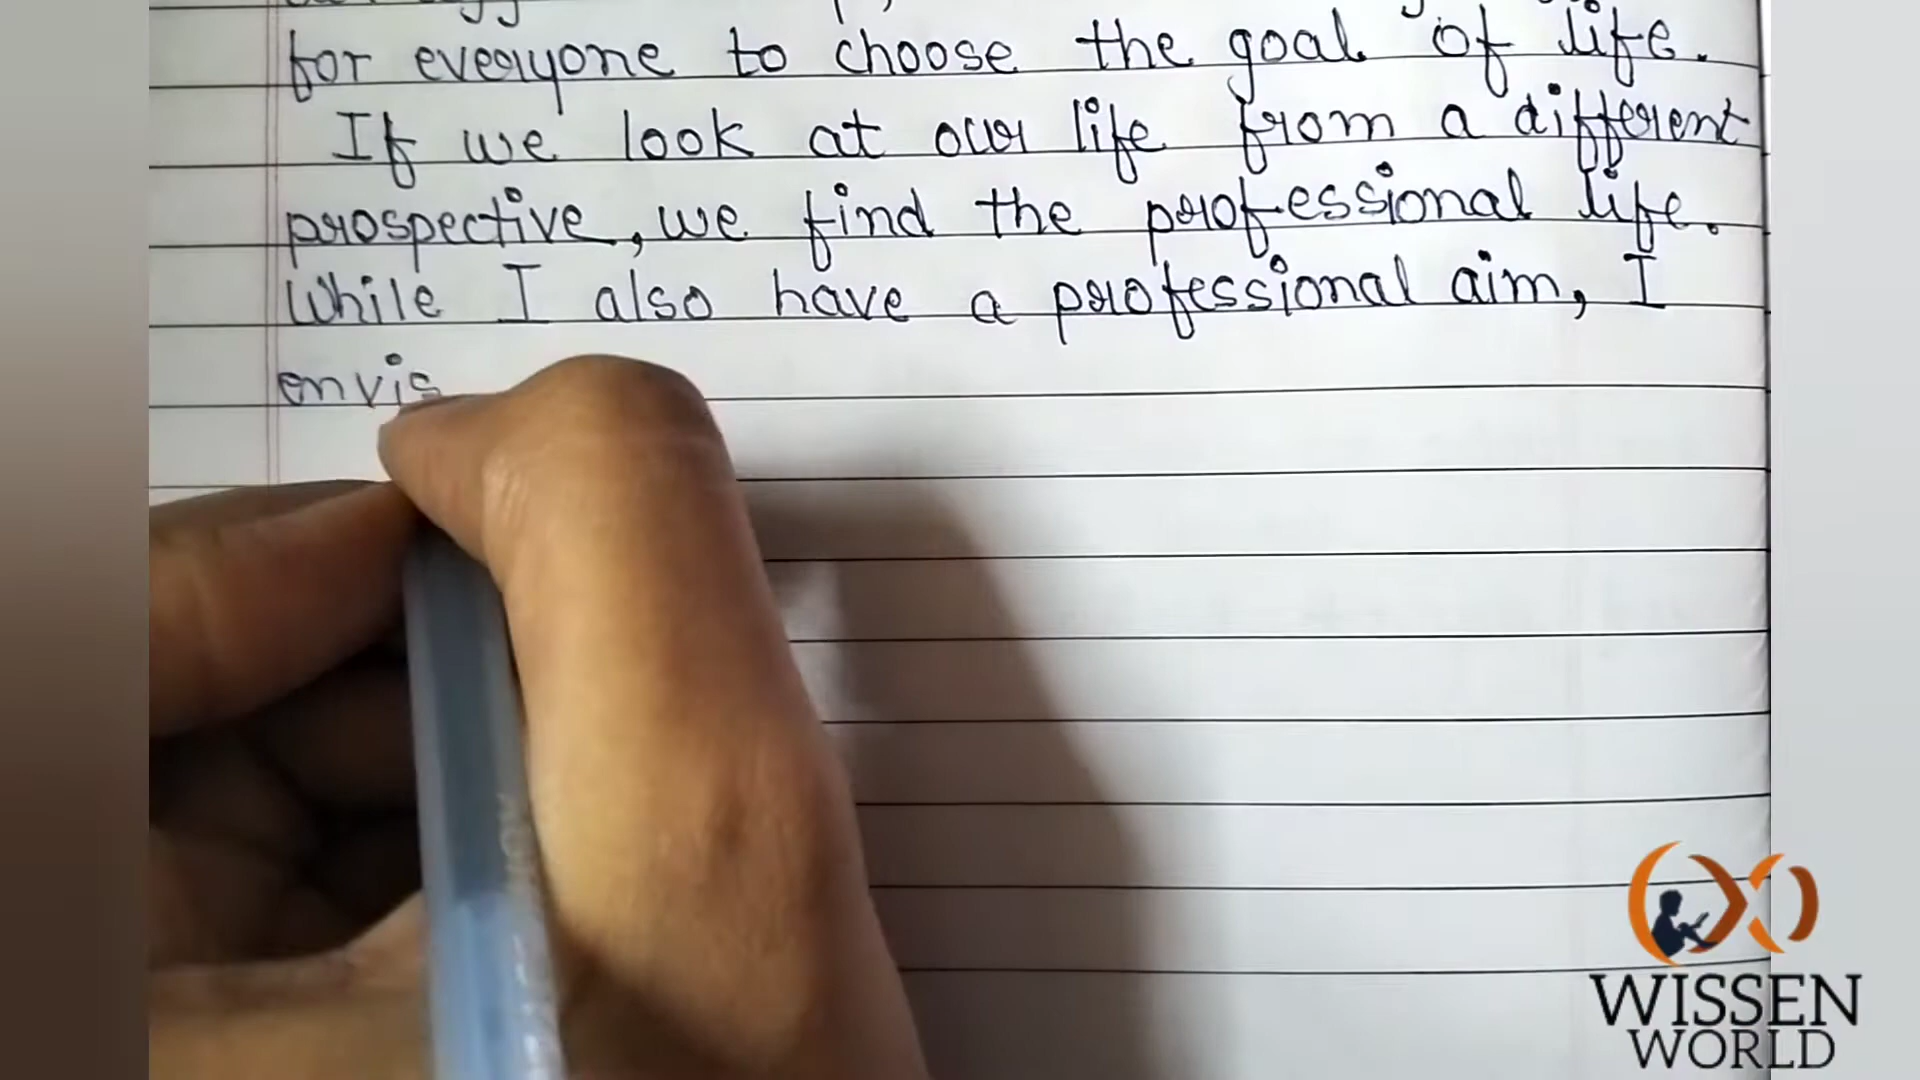 for everyone to choose the goal of life.
If we look at our life from a different
prospective, we find the professional life.
While I also have a professional aim, I
envis
WISSEN
WORLD